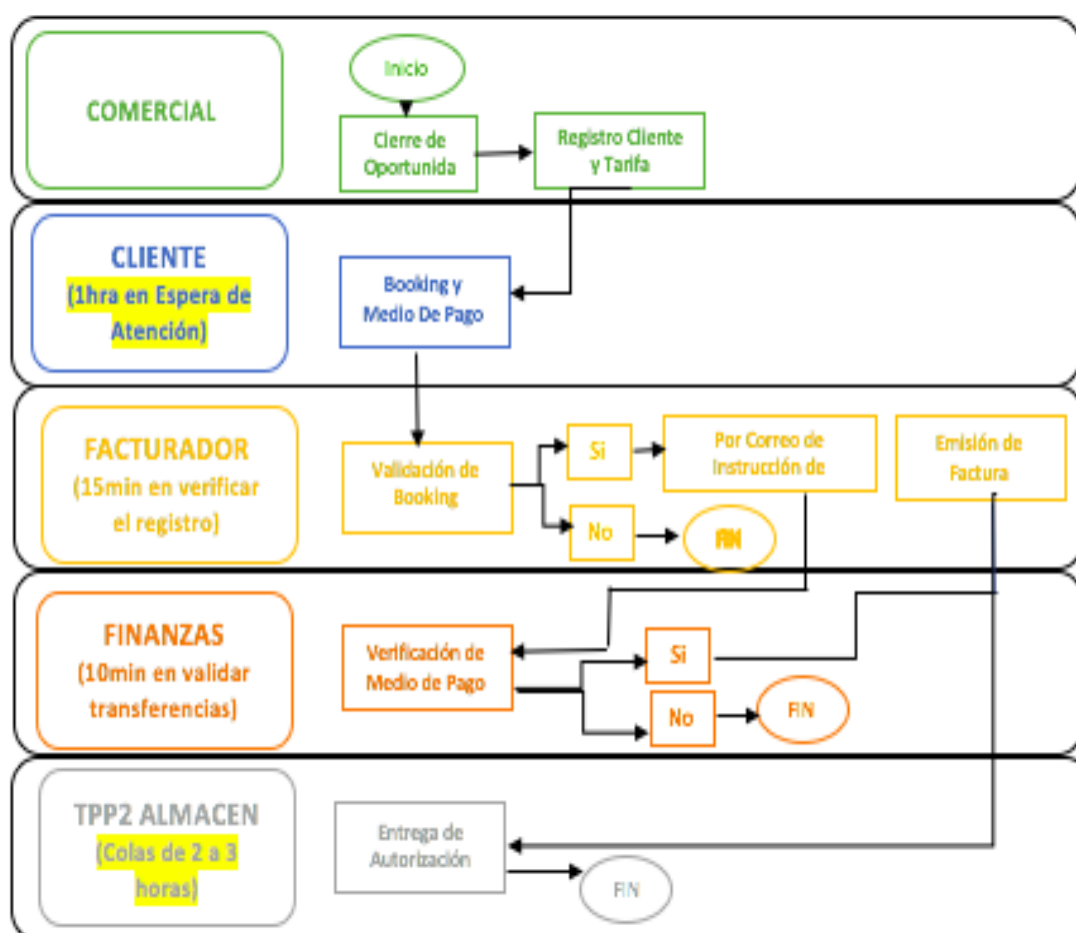 COMERCIAL
Inicio
Cierre de
Oportunida
Registro Cliente
y Tarifa
CLIENTE
(1hra en Espera de
Atención)
Booking y
Medio De Pago
FACTURADOR
(15min en verificar
el registro)
Validación de
Booking
Si
No
Por Correo de
Instrucción de
FIN
Emisión de
Factura
FINANZAS
(10min en validar
transferencias)
Verificación de
Medio de Pago
Si
No
FIN
TPP2 ALMACEN
(Colas de 2 a 3
horas)
Entrega de
Autorización
FIN